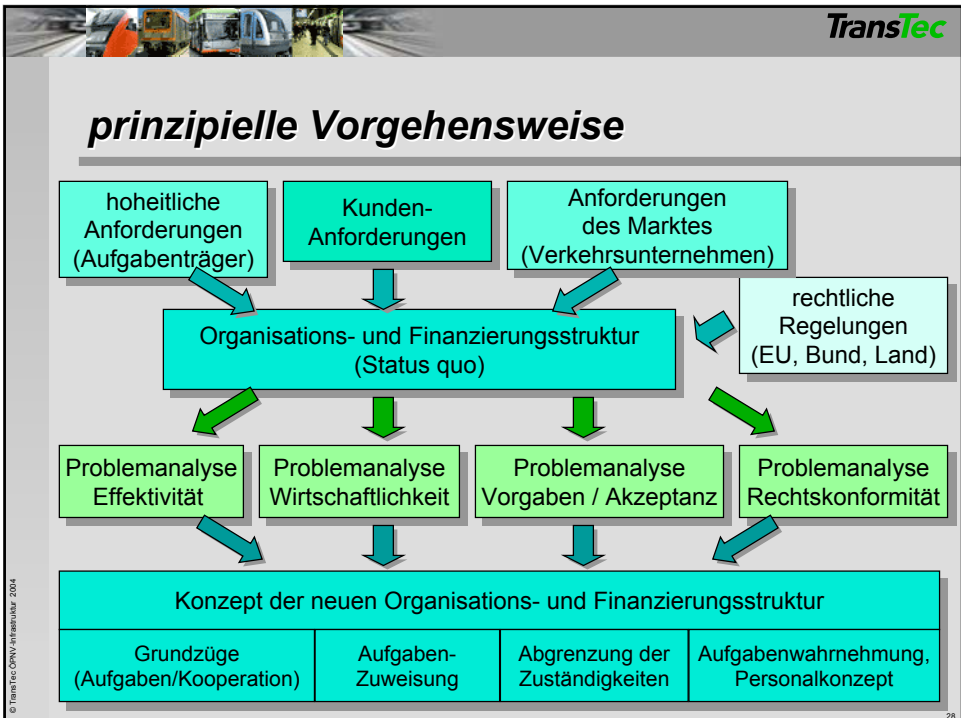 TransTec
prinzipielle Vorgehensweise
hoheitliche
Anforderungen
(Aufgabenträger)
Kunden-
Anforderungen
Anforderungen
des Marktes
(Verkehrsunternehmen)
rechtliche
Regelungen
(EU, Bund, Land)
Organisations- und Finanzierungsstruktur
(Status quo)
Problemanalyse
Effektivität
Problemanalyse
Wirtschaftlichkeit
Problemanalyse
Vorgaben / Akzeptanz
Problemanalyse
Rechtskonformität
Konzept der neuen Organisations- und Finanzierungsstruktur
Grundzüge
(Aufgaben/Kooperation)
Aufgaben-
Zuweisung
Abgrenzung der
Zuständigkeiten
Aufgabenwahrnehmung,
Personalkonzept
© TransTec ÖPNV-Infrastruktur 2004
28